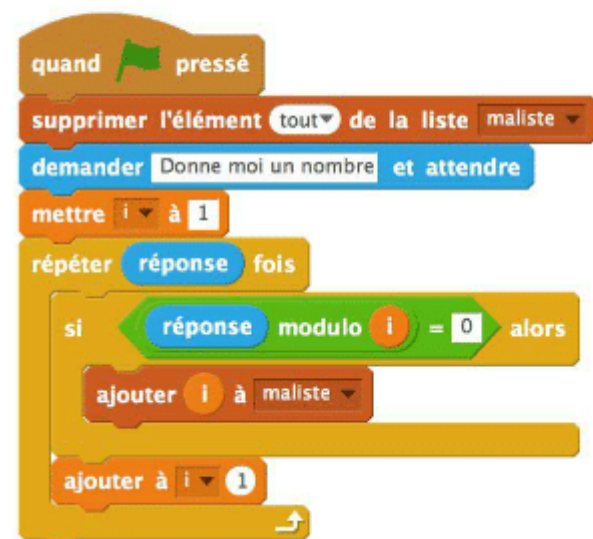 quand pressé
supprimer l'élément tout de la liste maliste
demander Donne moi un nombre et attendre
mettre i à 1
répéter réponse fois
si réponse modulo i = 0 alors
ajouter i à maliste
ajouter à i 1